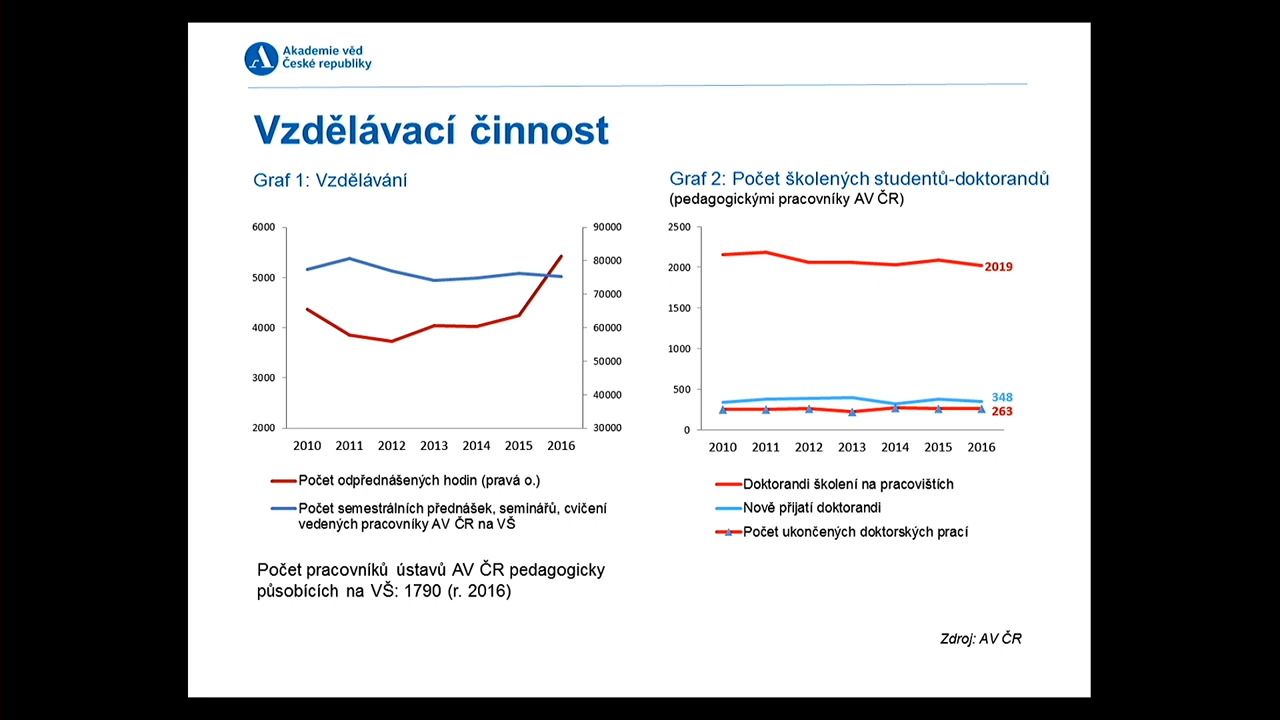 Akademie věd
České republiky
Vzdělávací činnost
Graf 1: Vzdělávání
6000
5000
4000
3000
2000
90000
80000
70000
60000
50000
40000
30000
2010 2011 2012 2013 2014 2015 2016
Počet odpřednášených hodin (pravá o.)
Počet semestrálních přednášek, seminářů, cvičení
vedených pracovníky AV ČR na VŠ
Počet pracovníků ústavů AV ČR pedagogicky
působících na VŠ: 1790 (r. 2016)
Graf 2: Počet školených studentů-doktorandů
(pedagogickými pracovníky AV ČR)
2500
2000
1500
1000
500
0
2019
348
263
2010 2011 2012 2013 2014 2015 2016
Doktorandi školení na pracovištích
Nově přijatí doktorandi
Počet ukončených doktorských prací
Zdroj: AV ČR